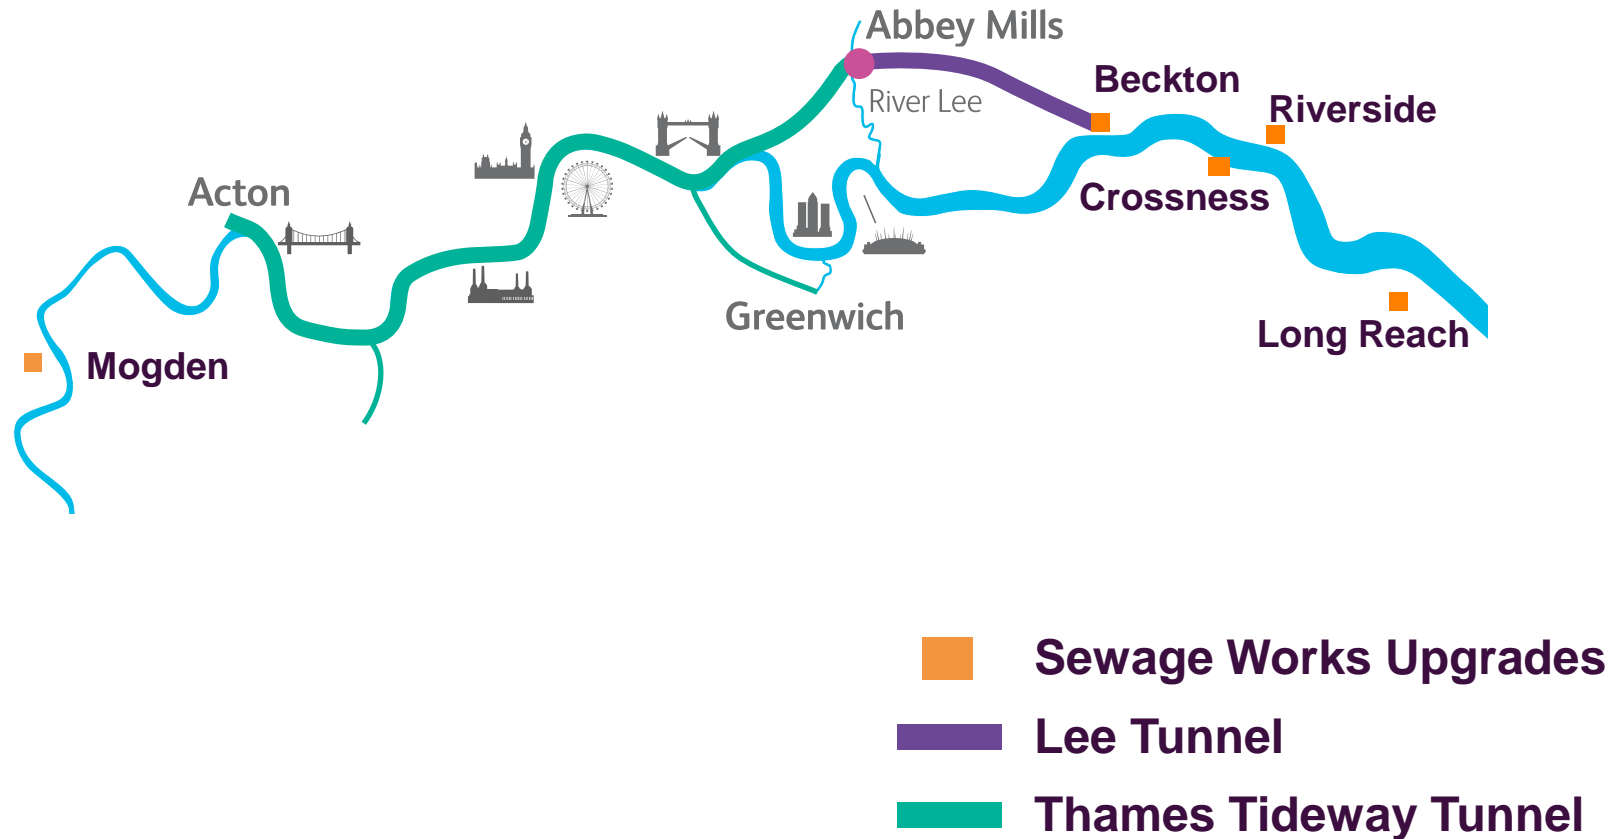 Abbey Mills
Beckton
River Lee
Riverside
Acton
Crossness
Greenwich
Long Reach
Mogden
Sewage Works Upgrades
Lee Tunnel
Thames Tideway Tunnel